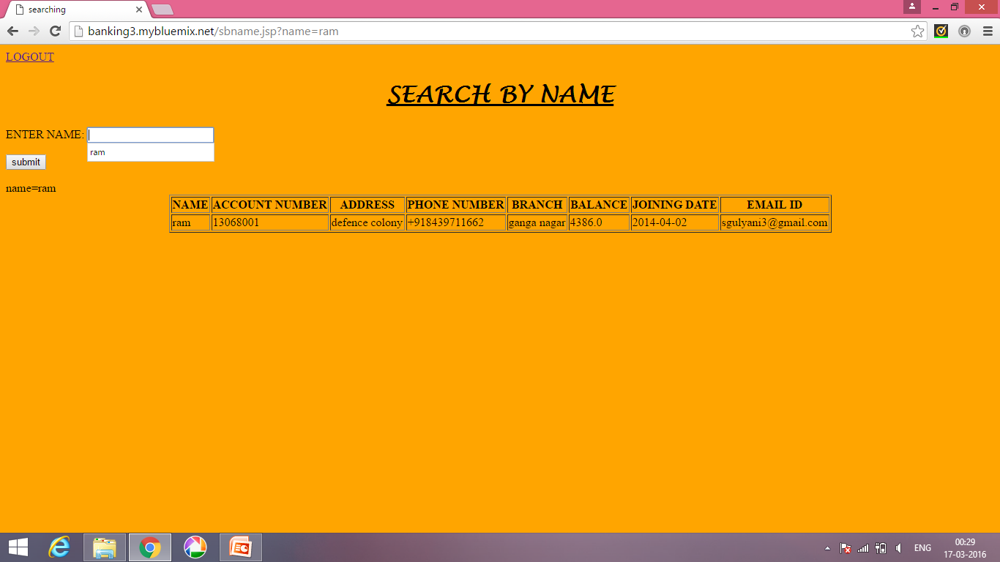 searching
banking3.mybluemix.net/sbname.jsp?name=ram
LOGOUT
SEARCH BY NAME
ENTER NAME:
ram
submit
name=ram
NAME ACCOUNT NUMBER ADDRESS PHONE NUMBER BRANCH BALANCE JOINING DATE EMAIL ID
ram 13068001 defence colony +918439711662 ganga nagar 4386.0 2014-04-02 sgulyani3@gmail.com
ENG
00:29
17-03-2016